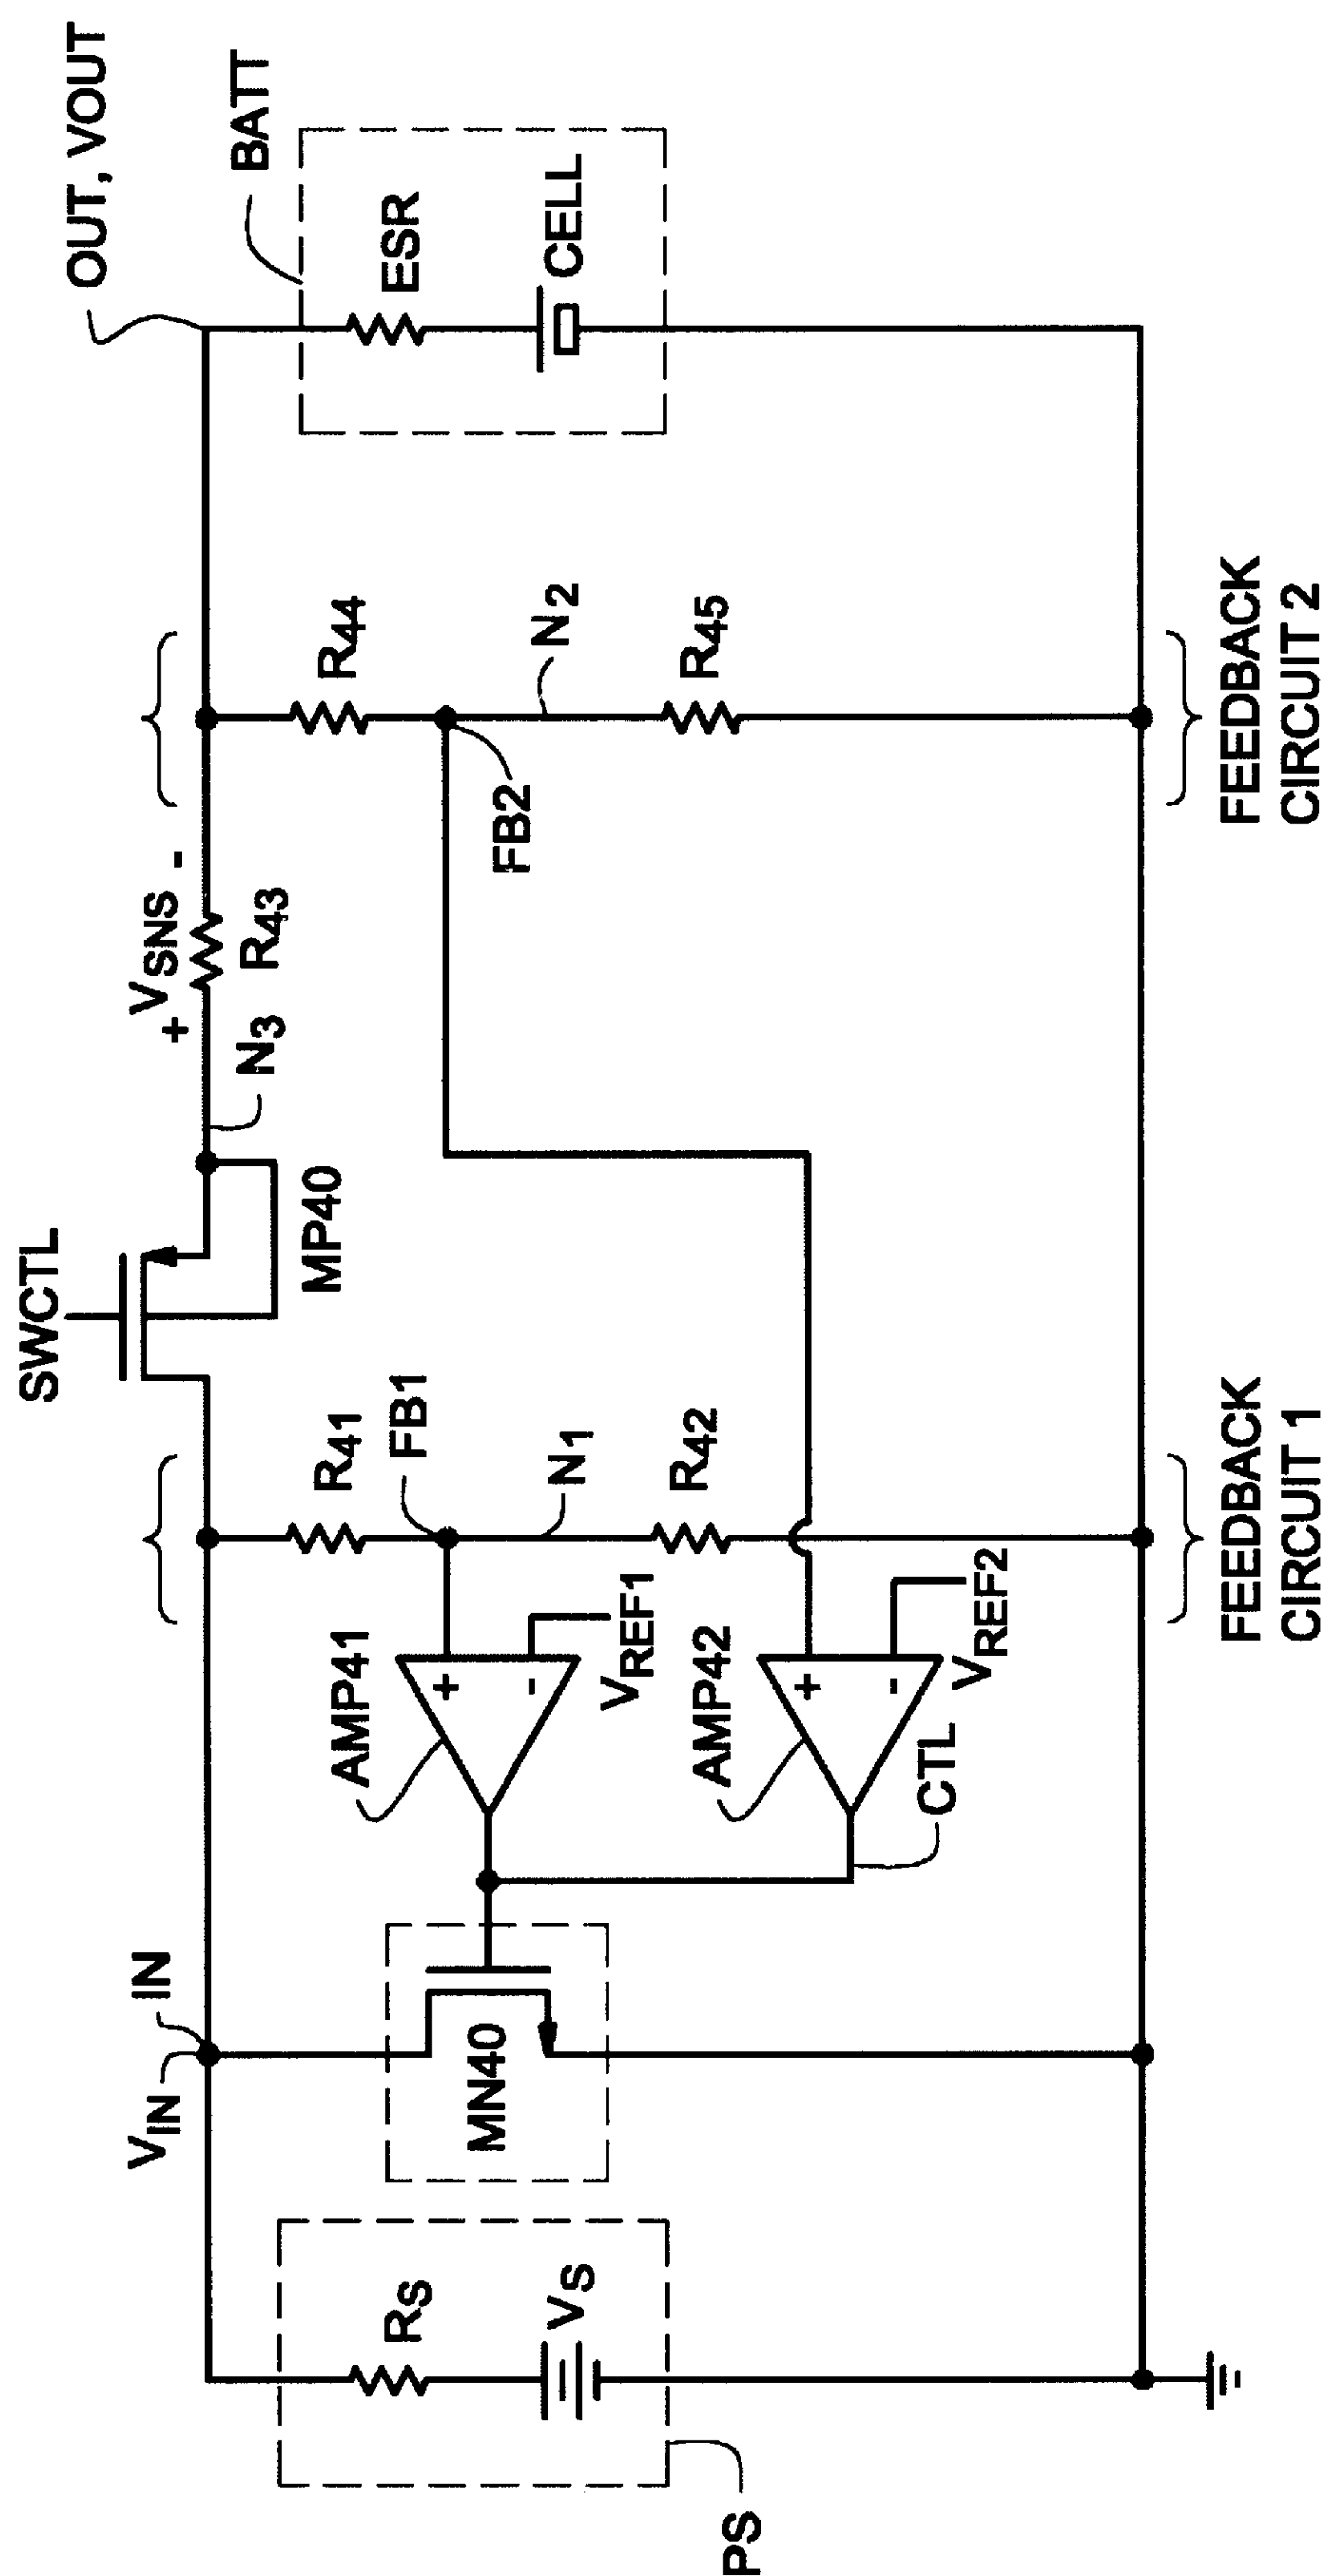 OUT, VOUT
BATT
ESR
CELL
R44
N2
R45
FB2
FEEDBACK
CIRCUIT 2
+ VSNS -
R43
N3
SWCTL
MP40
R41
FB1
N1
R42
FEEDBACK
CIRCUIT 1
AMP41
+
-
VREF1
AMP42
+
-
VREF2
CTL
IN
VIN
MN40
RS
VS
PS